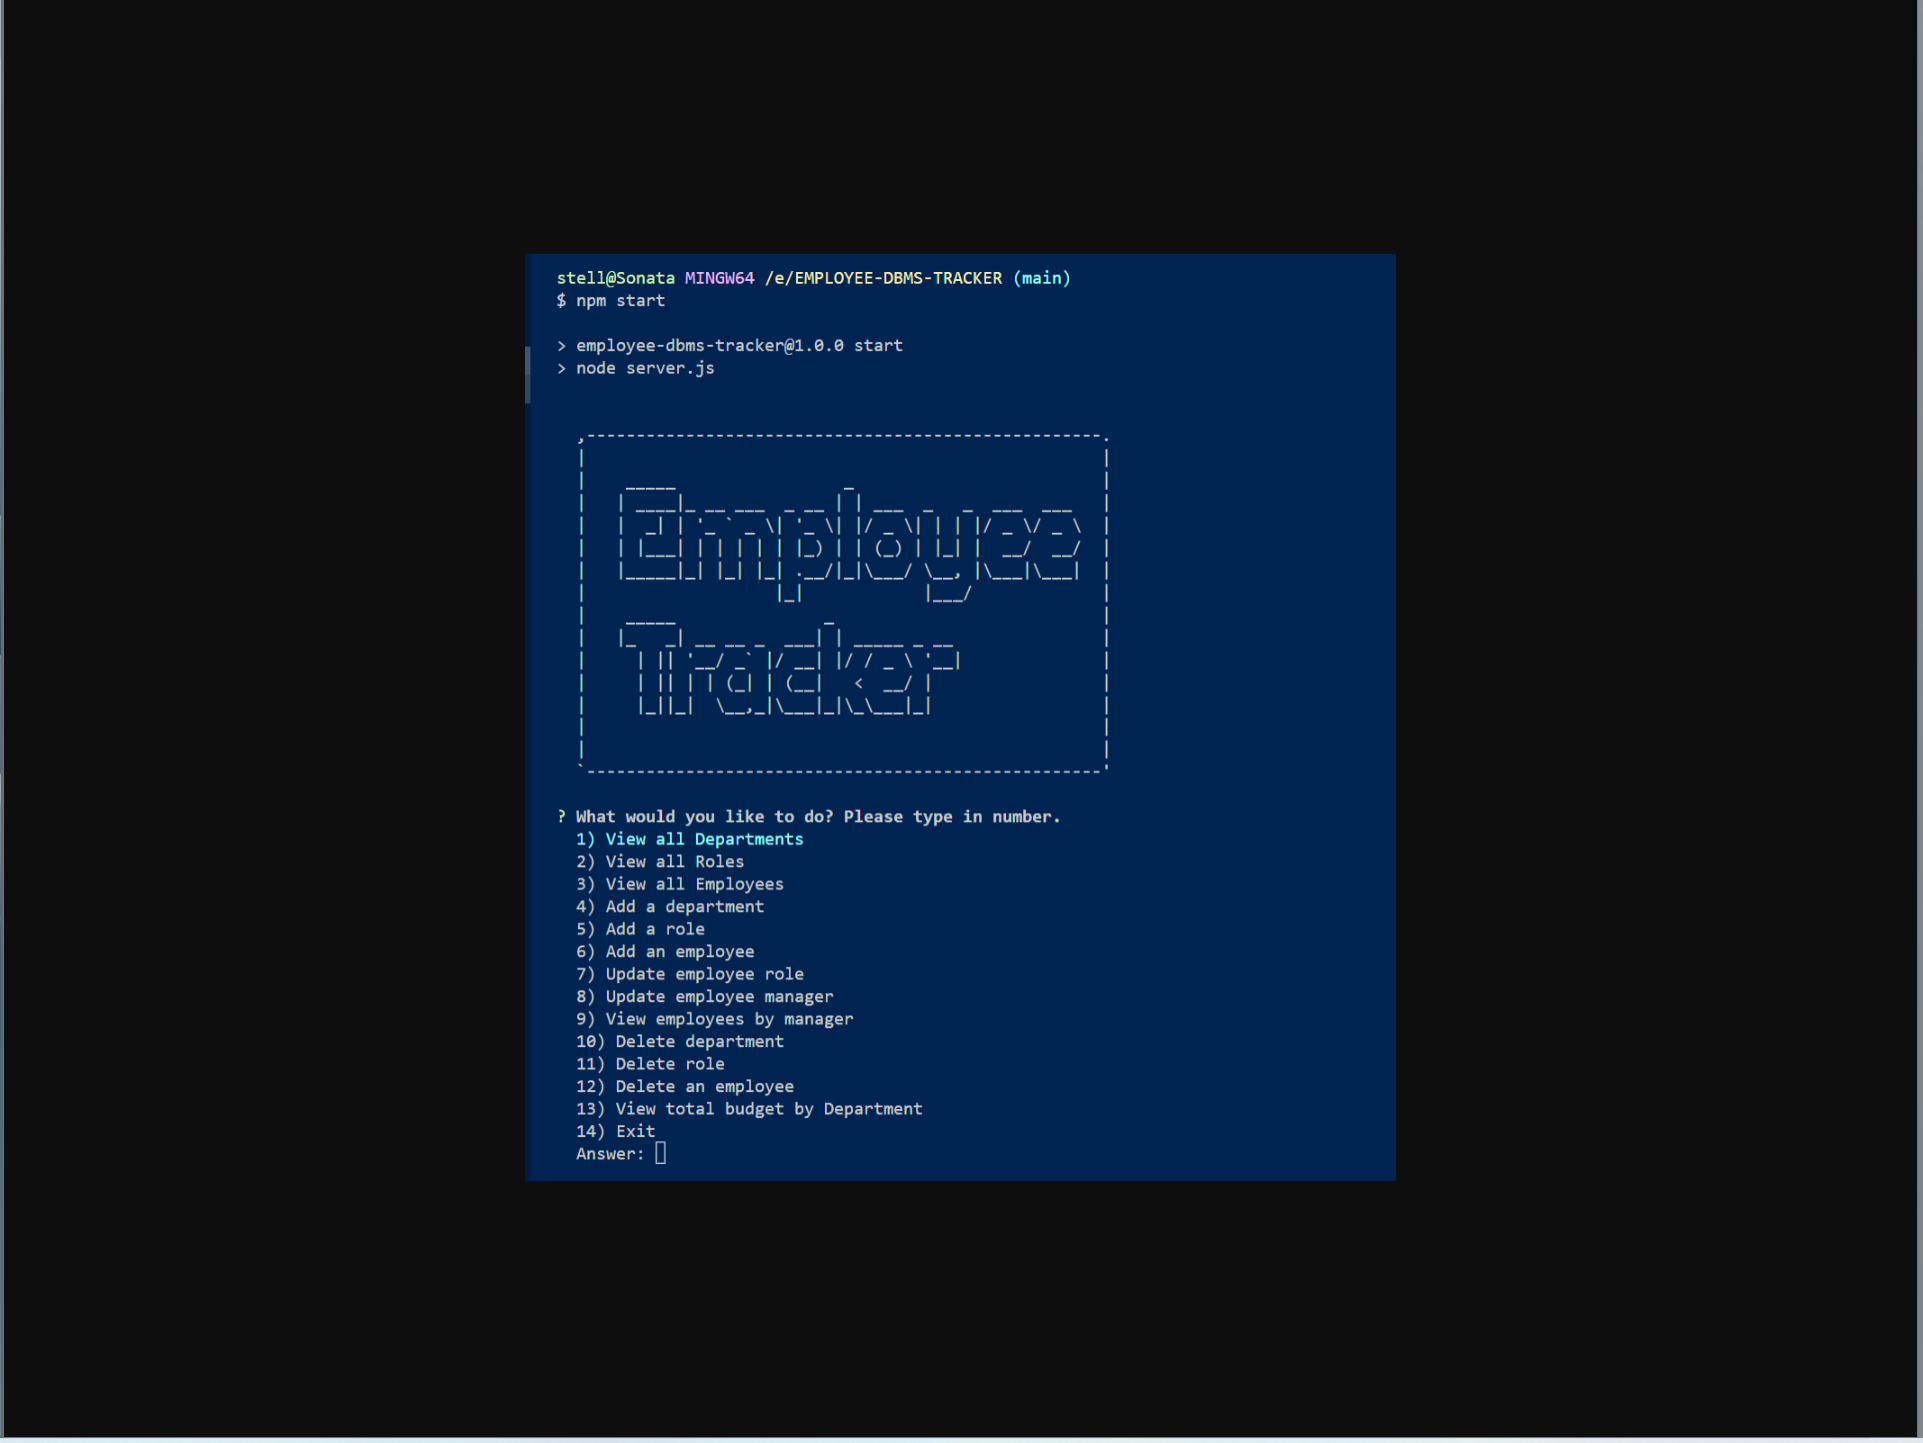 stell@Sonata MINGW64 /e/EMPLOYEE-DBMS-TRACKER (main)
$ npm start
> employee-dbms-tracker@1.0.0 start
> node server.js
Employee
Tracker
? What would you like to do? Please type in number.
1) View all Departments
2) View all Roles
3) View all Employees
4) Add a department
5) Add a role
6) Add an employee
7) Update employee role
8) Update employee manager
9) View employees by manager
10) Delete department
11) Delete role
12) Delete an employee
13) View total budget by Department
14) Exit
Answer: